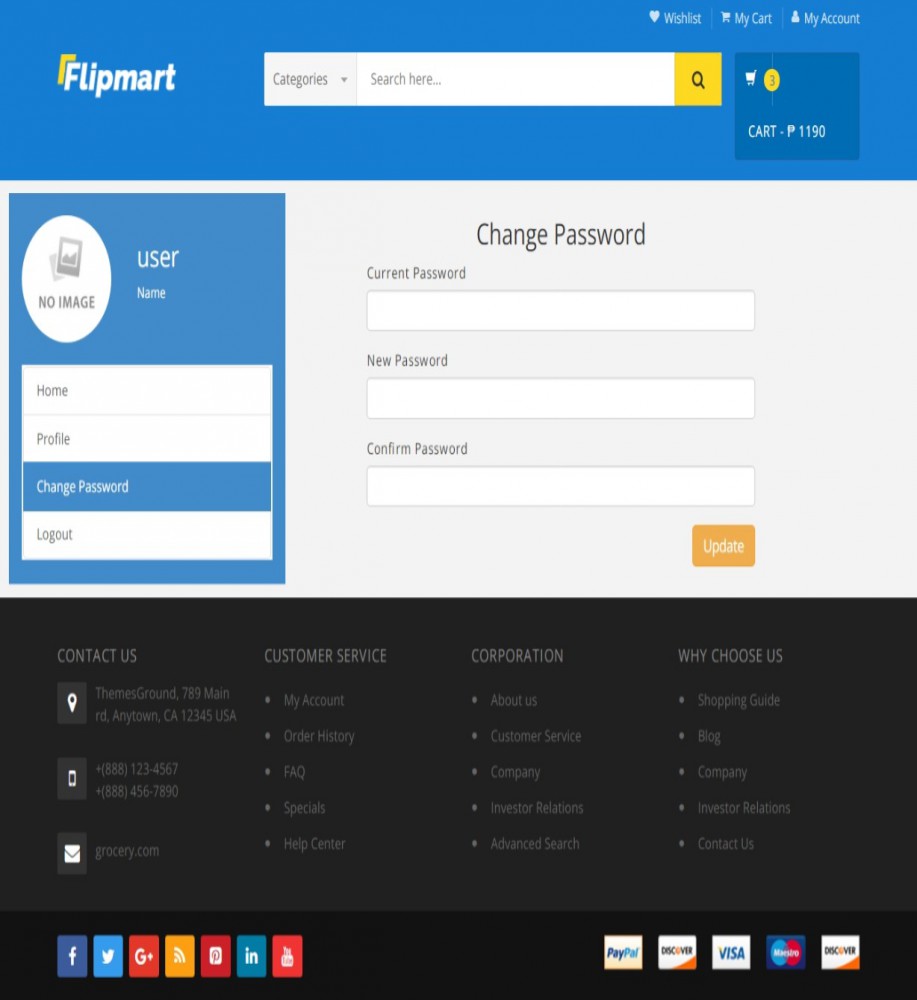 Wishlist My Cart My Account
Flipmart
Categories Search here...
3
CART - ₱ 1190
NO IMAGE
user
Name
Home
Profile
Change Password
Logout
Change Password
Current Password
New Password
Confirm Password
Update
CONTACT US
ThemesGround, 789 Main
rd, Anytown, CA 12345 USA
+(888) 123-4567
+(888) 456-7890
grocery.com
CUSTOMER SERVICE
My Account
Order History
FAQ
Specials
Help Center
CORPORATION
About us
Customer Service
Company
Investor Relations
Advanced Search
WHY CHOOSE US
Shopping Guide
Blog
Company
Investor Relations
Contact Us
f G+ in You Tube
PayPal DISCOVER VISA Maestro DISCOVER